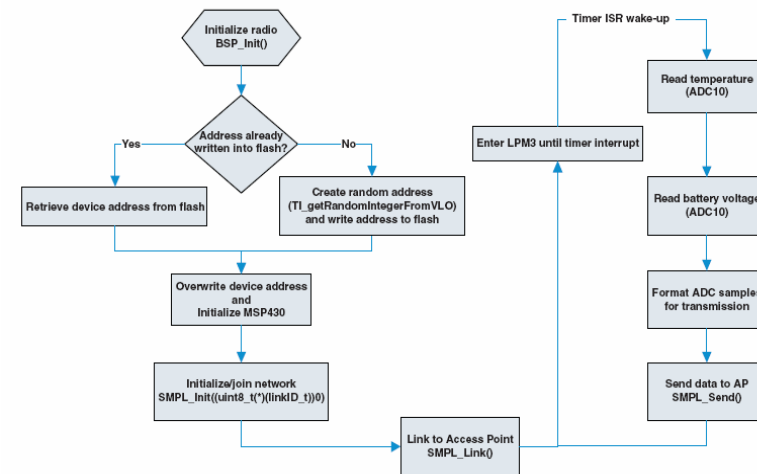 Initialize radio
BSP_Init()
Address already
written into flash?
Yes
No
Retrieve device address from flash
Create random address
(TI_getRandomIntegerFromVLO)
and write address to flash
Overwrite device address
and
Initialize MSP430
Initialize/join network
SMPL_Init((uint8_t(*)(linkID_t))0)
Link to Access Point
SMPL_Link()
Enter LPM3 until timer interrupt
Timer ISR wake-up
Read temperature
(ADC10)
Read battery voltage
(ADC10)
Format ADC samples
for transmission
Send data to AP
SMPL_Send()